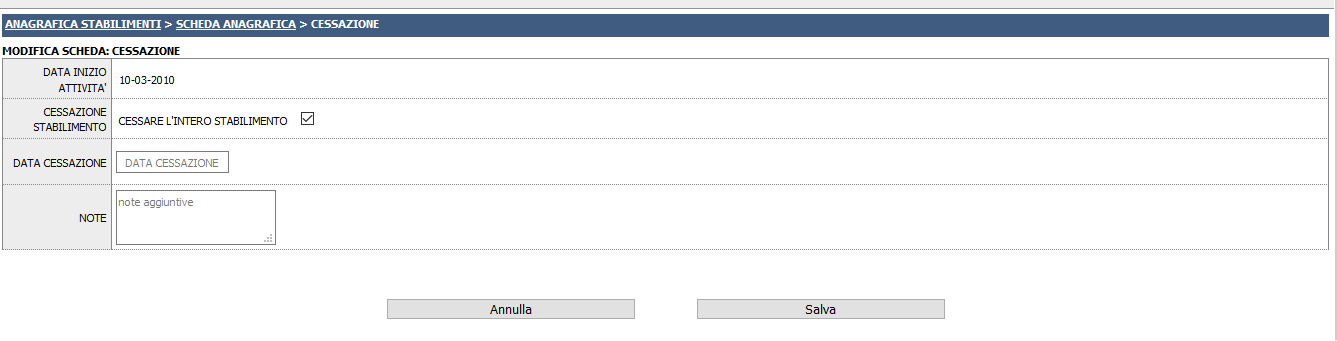 ANAGRAFICA STABILIMENTI > SCHEDA ANAGRAFICA > CESSAZIONE
MODIFICA SCHEDA: CESSAZIONE
DATA INIZIO
ATTIVITA'
10-03-2010
CESSAZIONE
STABILIMENTO
CESSARE L'INTERO STABILIMENTO
DATA CESSAZIONE
DATA CESSAZIONE
NOTE
note aggiuntive
Annulla
Salva